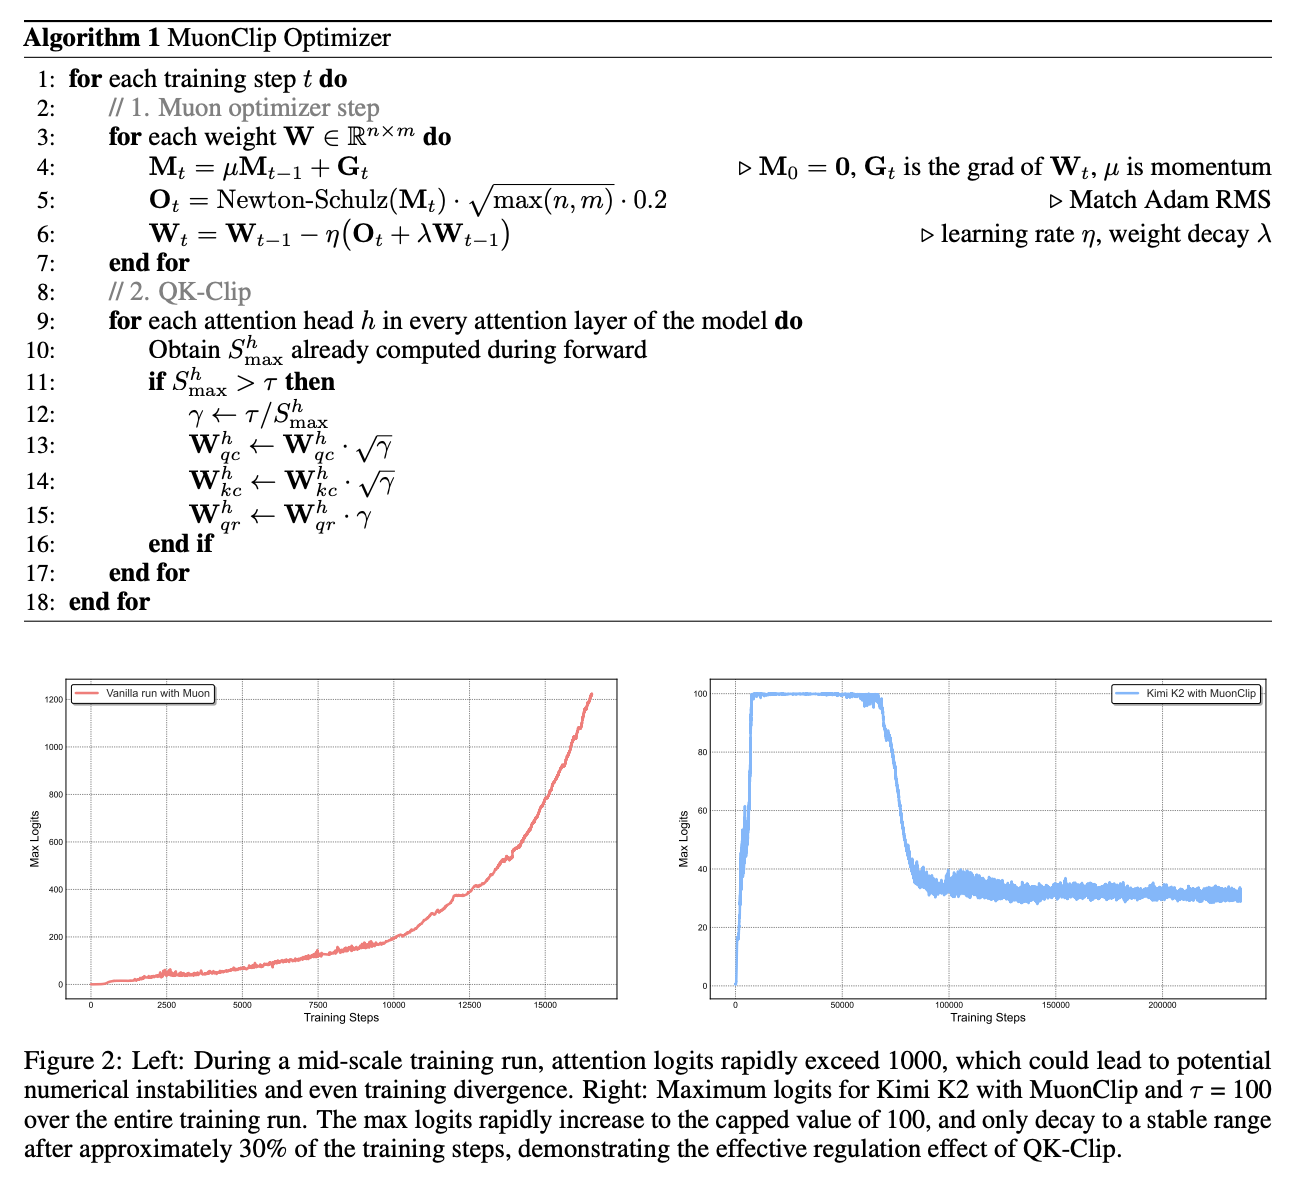 Algorithm 1 MuonClip Optimizer
1: for each training step t do
2: // 1. Muon optimizer step
3: for each weight W ∈ ℝⁿˣᵐ do
4: M_t = μM_{t−1} + G_t ▷ M_0 = 0, G_t is the grad of W_t, μ is momentum
5: O_t = Newton-Schulz(M_t) · √max(n, m) · 0.2 ▷ Match Adam RMS
6: W_t = W_{t−1} − η(O_t + λW_{t−1}) ▷ learning rate η, weight decay λ
7: end for
8: // 2. QK-Clip
9: for each attention head h in every attention layer of the model do
10: Obtain S^h_max already computed during forward
11: if S^h_max > τ then
12: γ ← τ/S^h_max
13: W^h_qc ← W^h_qc · √γ
14: W^h_kc ← W^h_kc · √γ
15: W^h_qr ← W^h_qr · γ
16: end if
17: end for
18: end for
Vanilla run with Muon
1200
1000
800
600
400
200
0
Max Logits
0 2500 5000 7500 10000 12500 15000
Training Steps
Kimi K2 with MuonClip
100
80
60
40
20
0
Max Logits
0 50000 100000 150000 200000
Training Steps
Figure 2: Left: During a mid-scale training run, attention logits rapidly exceed 1000, which could lead to potential
numerical instabilities and even training divergence. Right: Maximum logits for Kimi K2 with MuonClip and τ = 100
over the entire training run. The max logits rapidly increase to the capped value of 100, and only decay to a stable range
after approximately 30% of the training steps, demonstrating the effective regulation effect of QK-Clip.